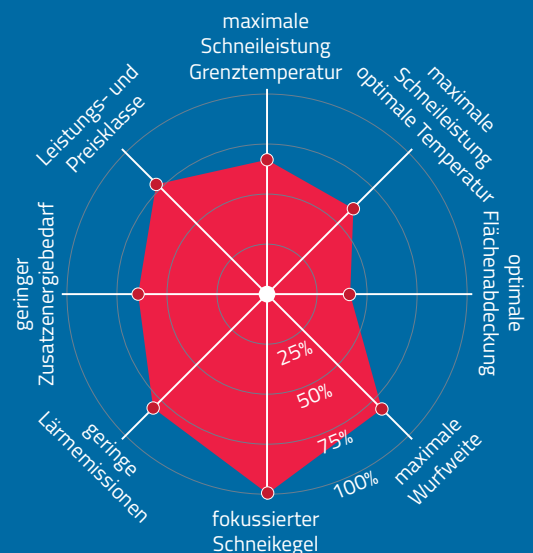 maximale
Schneileistung
Grenztemperatur
maximale
Schneileistung
optimale Temperatur
optimale
Flächenabdeckung
maximale
Wurfweite
fokussierter
Schneikegel
geringe
Lärmemissionen
geringer
Zusatzenergiebedarf
Leistungs- und
Preisklasse
25%
50%
75%
100%